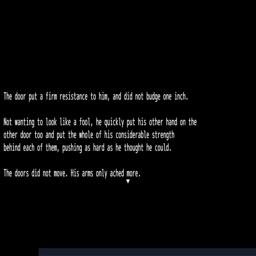 The door put a firm resistance to him, and did not budge one inch.
Not wanting to look like a fool, he quickly put his other hand on the
other door too and put the whole of his considerable strength
behind each of them, pushing as hard as he thought he could.
The doors did not move. His arms only ached more.